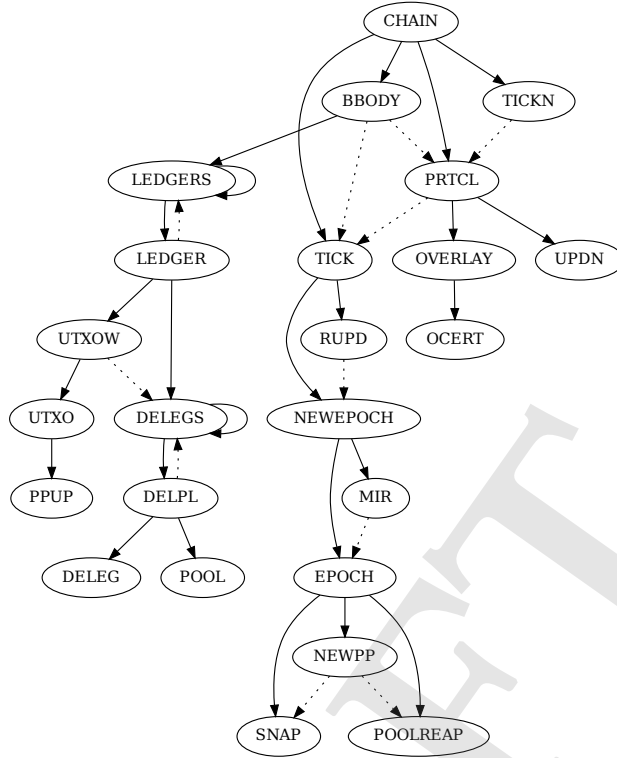 CHAIN
BBODY TICKN
LEDGERS PRTCL
LEDGER TICK OVERLAY UPDN
UTXOW RUPD OCERT
UTXO DELEGS NEWEPOCH
PPUP DELPL MIR
DELEG POOL EPOCH
NEWPP
SNAP POOLREAP